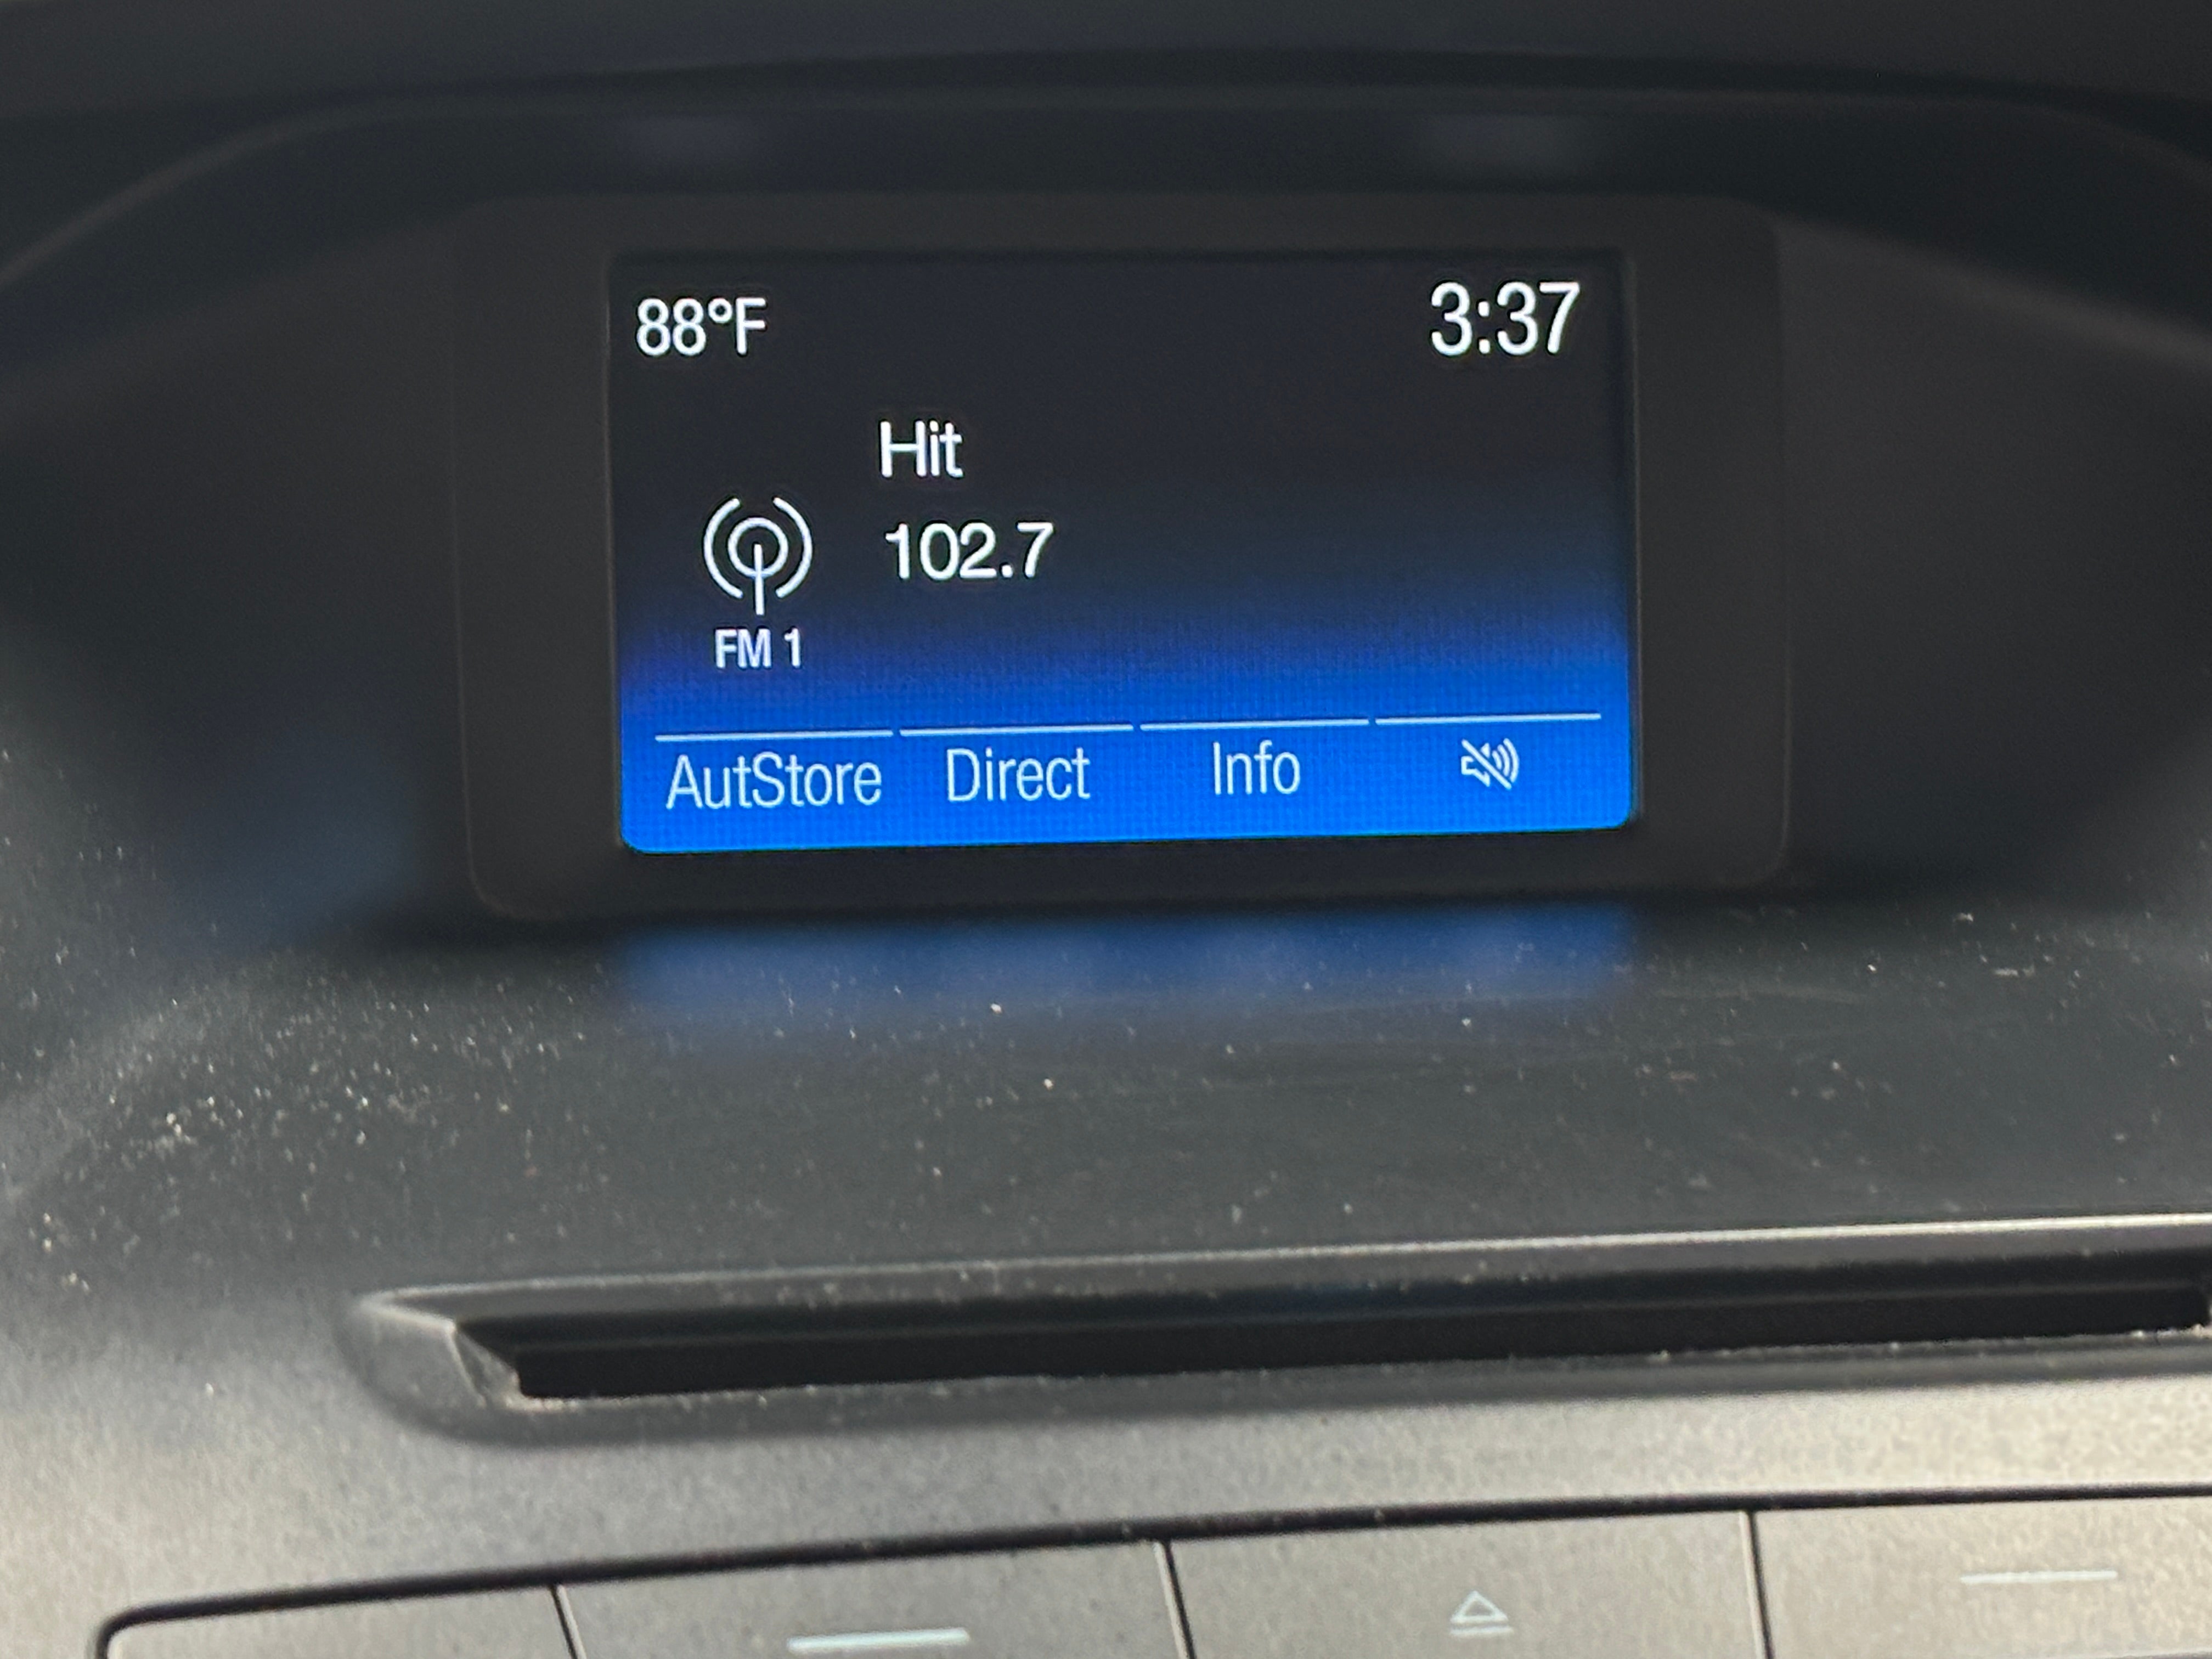 88°F 3:37
Hit
102.7
FM 1
AutStore Direct Info